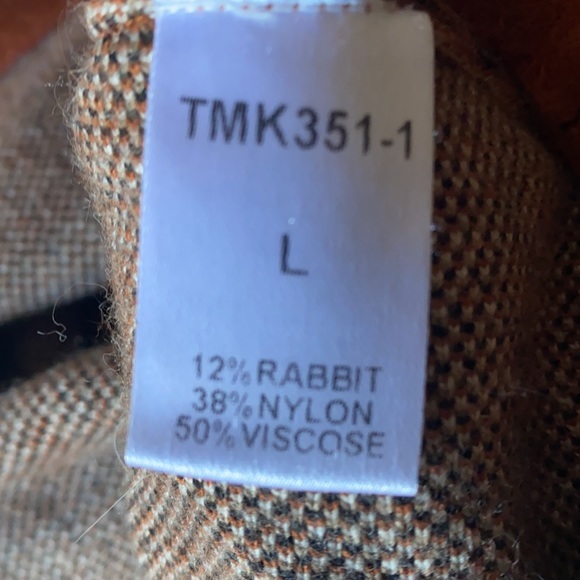 TMK351-1
L
12% RABBIT
38% NYLON
50% VISCOSE